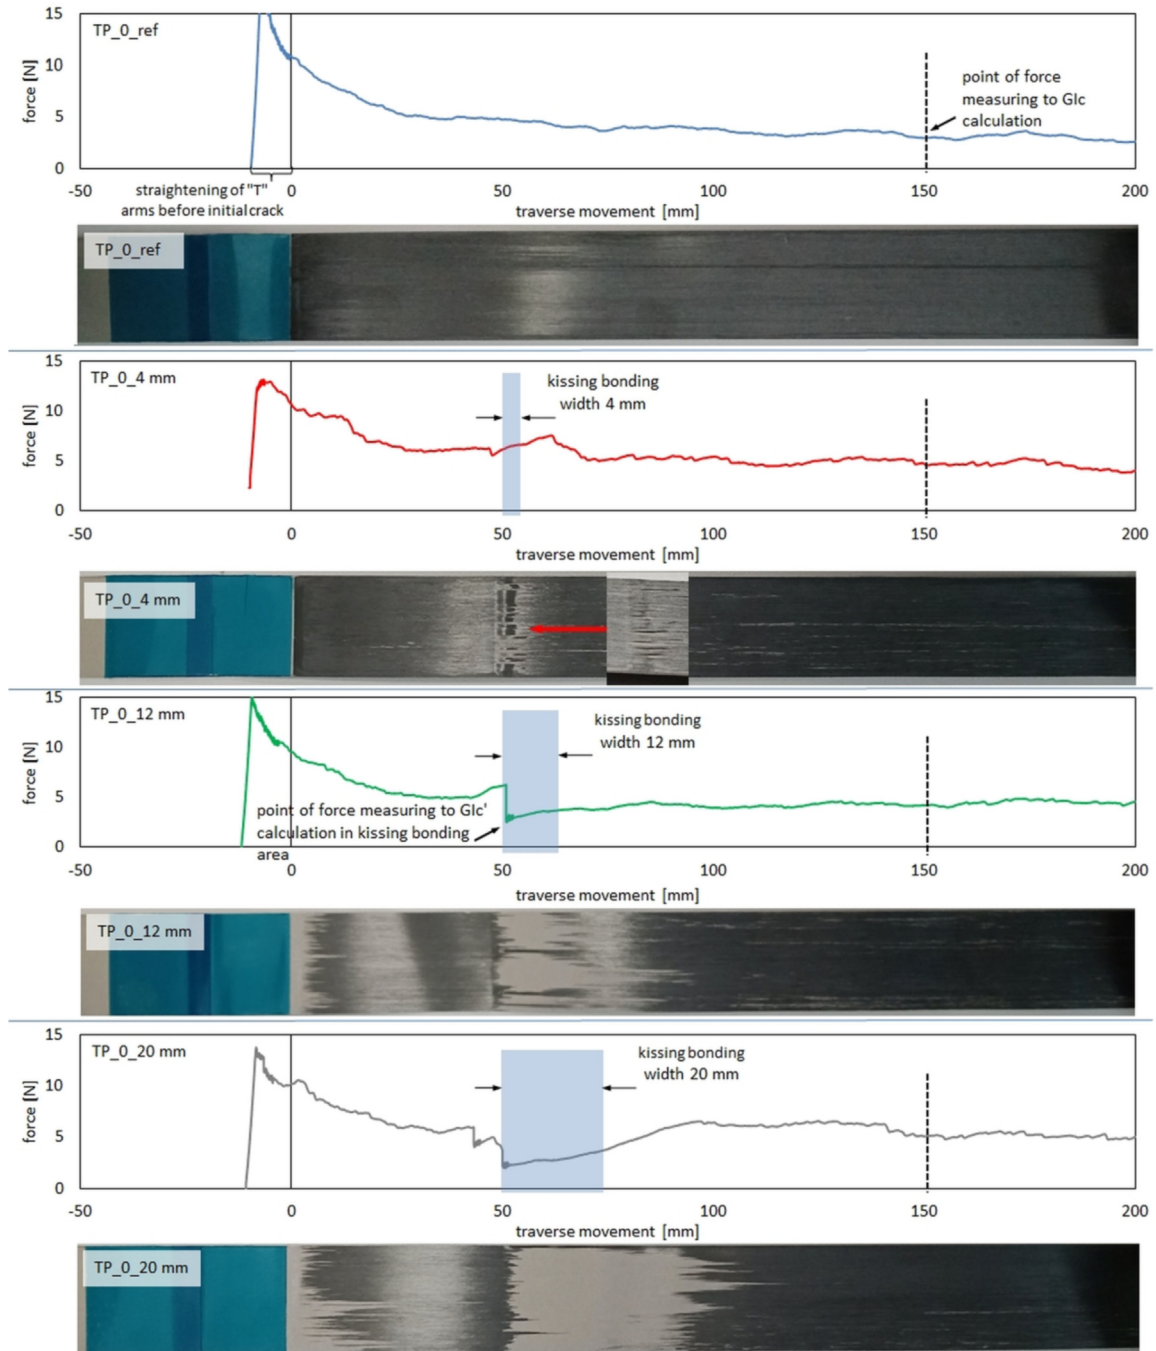 15
TP_0_ref
10
force [N]
point of force
measuring to GIc
calculation
5
0
-50
straightening of "T"
arms before initial crack
0
50
100
150
200
traverse movement [mm]
TP_0_ref
15
TP_0_4 mm
kissing bonding
width 4 mm
10
force [N]
5
0
-50
0
50
100
150
200
traverse movement [mm]
TP_0_4 mm
15
TP_0_12 mm
kissing bonding
width 12 mm
10
force [N]
5
point of force measuring to GIc'
calculation in kissing bonding
area
0
-50
0
50
100
150
200
traverse movement [mm]
TP_0_12 mm
15
TP_0_20 mm
kissing bonding
width 20 mm
10
force [N]
5
0
-50
0
50
100
150
200
traverse movement [mm]
TP_0_20 mm